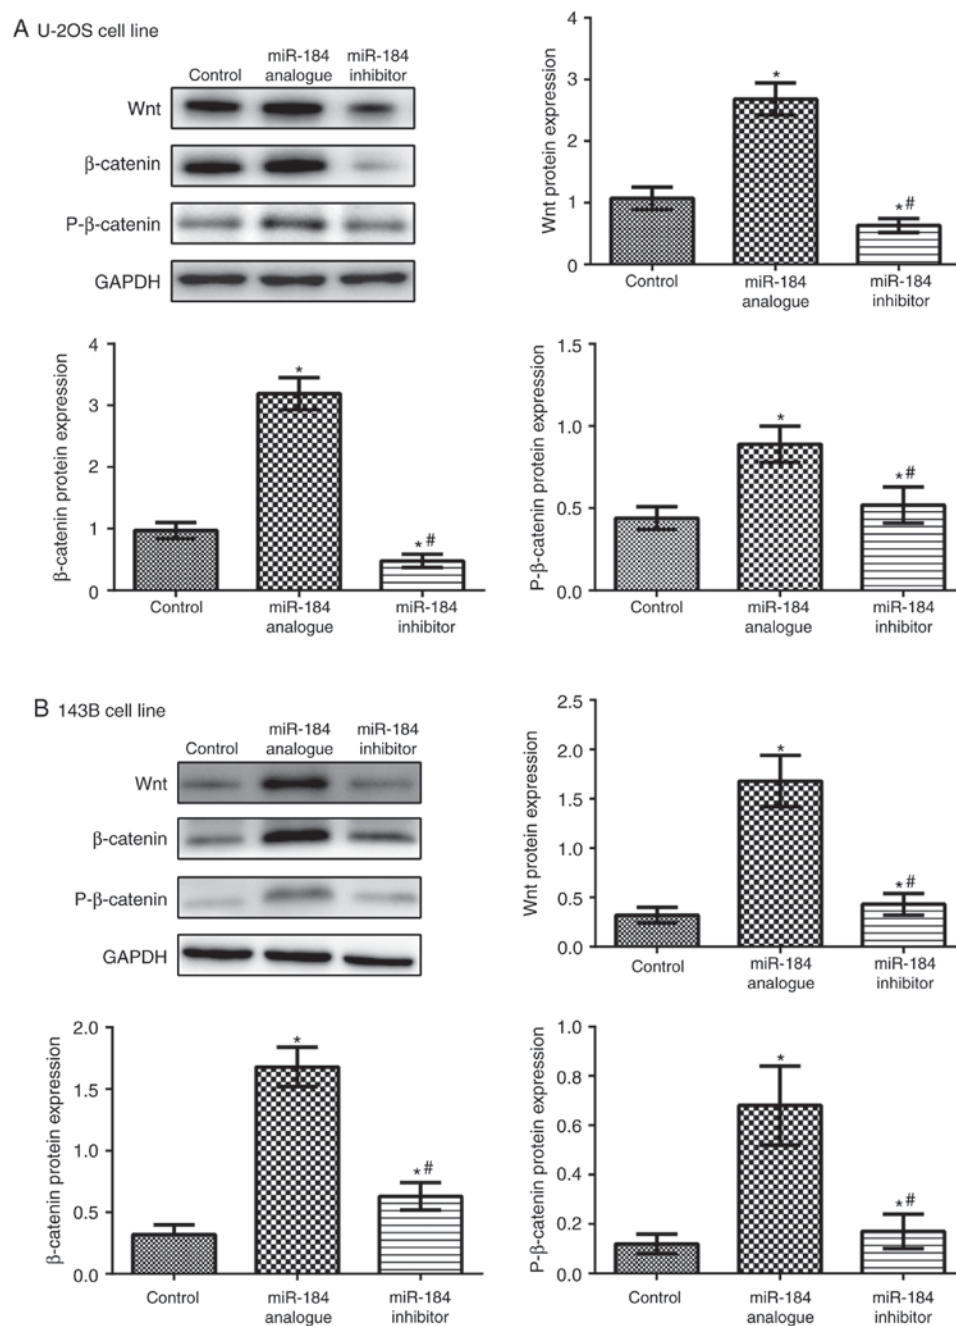 A U-2OS cell line
Control
miR-184 analogue
miR-184 inhibitor
Wnt
β-catenin
P-β-catenin
GAPDH
Wnt protein expression
4
3
2
1
0
*
*#
Control
miR-184 analogue
miR-184 inhibitor
β-catenin protein expression
4
3
2
1
0
*
*#
Control
miR-184 analogue
miR-184 inhibitor
P-β-catenin protein expression
1.5
1.0
0.5
0.0
*
*#
Control
miR-184 analogue
miR-184 inhibitor
B 143B cell line
Control
miR-184 analogue
miR-184 inhibitor
Wnt
β-catenin
P-β-catenin
GAPDH
Wnt protein expression
2.5
2.0
1.5
1.0
0.5
0.0
*
*#
Control
miR-184 analogue
miR-184 inhibitor
β-catenin protein expression
2.0
1.5
1.0
0.5
0.0
*
*#
Control
miR-184 analogue
miR-184 inhibitor
P-β-catenin protein expression
1.0
0.8
0.6
0.4
0.2
0.0
*
*#
Control
miR-184 analogue
miR-184 inhibitor